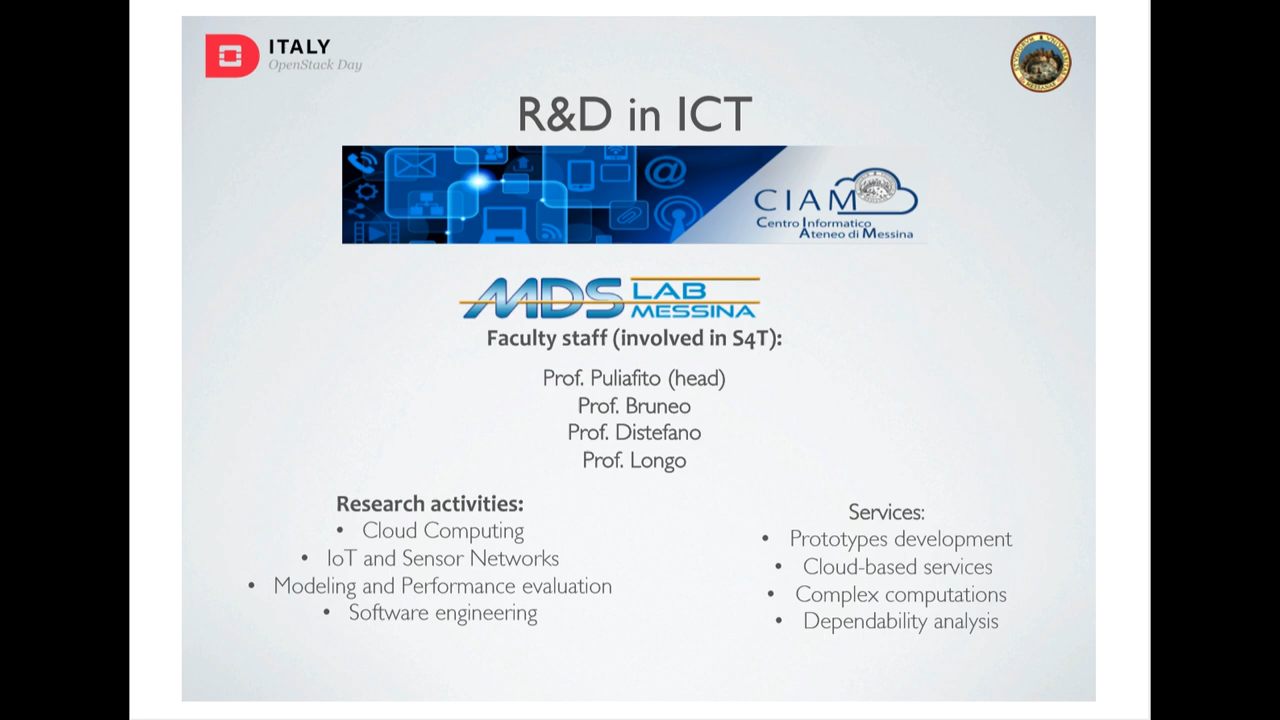 ITALY
OpenStack Day
R&D in ICT
CIAM
Centro Informatico
Ateneo di Messina
MDS LAB
MESSINA
Faculty staff (involved in S4T):
Prof. Puliafito (head)
Prof. Bruneo
Prof. Distefano
Prof. Longo
Research activities:
• Cloud Computing
• IoT and Sensor Networks
• Modeling and Performance evaluation
• Software engineering
Services:
• Prototypes development
• Cloud-based services
• Complex computations
• Dependability analysis